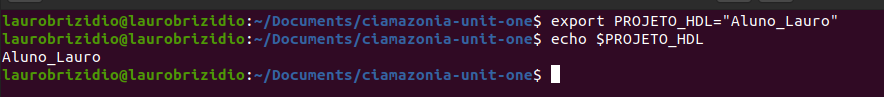 laurobrizidio@laurobrizidio:~/Documents/ciamazonia-unit-one$ export PROJETO_HDL="Aluno_Lauro"
laurobrizidio@laurobrizidio:~/Documents/ciamazonia-unit-one$ echo $PROJETO_HDL
Aluno_Lauro
laurobrizidio@laurobrizidio:~/Documents/ciamazonia-unit-one$